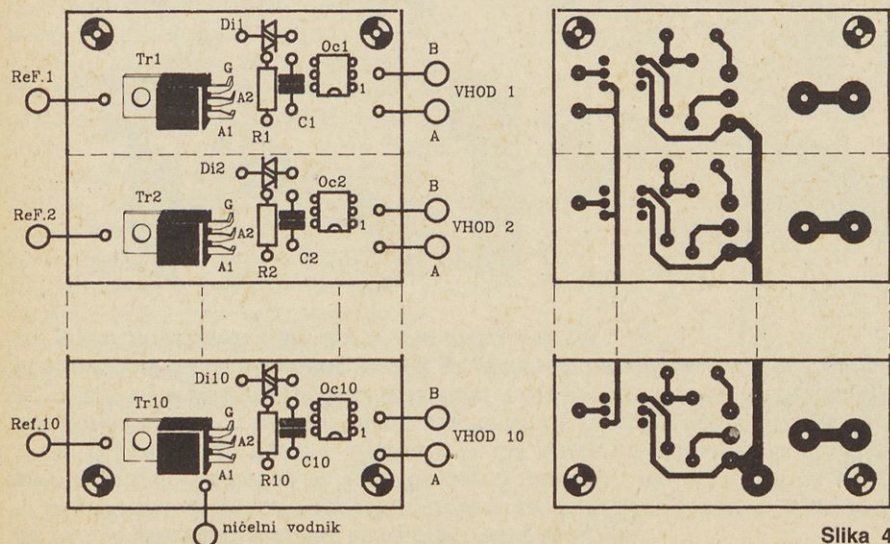 Di1
Oc1
Tr1
ReF.1
G
A2
A1
1
R1
C1
B
VHOD 1
A
Di2
Oc2
Tr2
ReF.2
G
A2
A1
1
R2
C2
B
VHOD 2
A
Di10
Oc10
Tr10
Ref.10
G
A2
A1
1
R10
C10
B
VHOD 10
A
ničelni vodnik
Slika 4